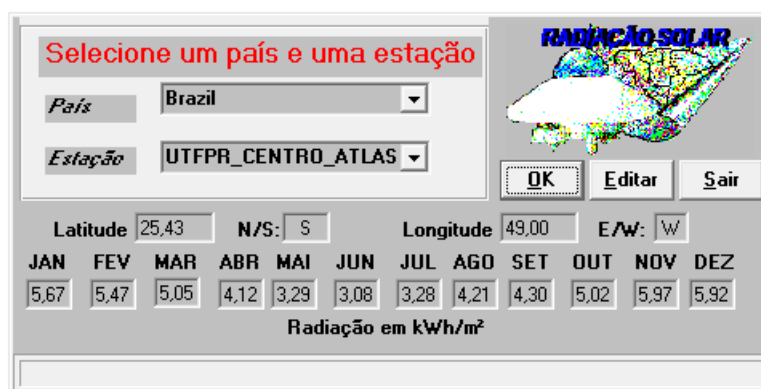 RADIAÇÃO SOLAR
Selecione um país e uma estação
País Brazil
Estação UTFPR_CENTRO_ATLAS
OK Editar Sair
Latitude 25,43 N/S: S Longitude 49,00 E/W: W
JAN FEV MAR ABR MAI JUN JUL AGO SET OUT NOV DEZ
5,67 5,47 5,05 4,12 3,29 3,08 3,28 4,21 4,30 5,02 5,97 5,92
Radiação em kWh/m²